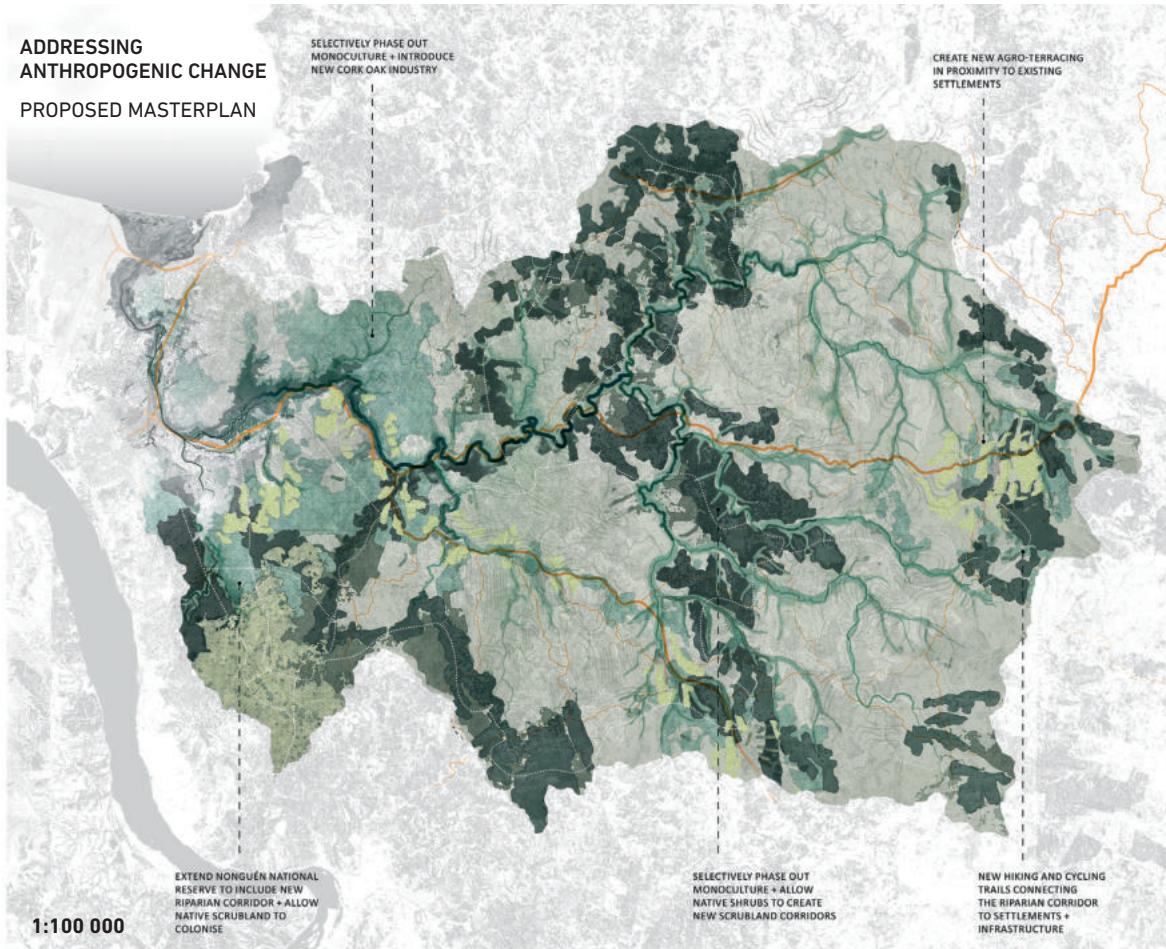 ADDRESSING
ANTHROPOGENIC CHANGE
PROPOSED MASTERPLAN
SELECTIVELY PHASE OUT
MONOCULTURE + INTRODUCE
NEW CORK OAK INDUSTRY
CREATE NEW AGRO-TERRACING
IN PROXIMITY TO EXISTING
SETTLEMENTS
EXTEND NONGUÉN NATIONAL
RESERVE TO INCLUDE NEW
RIPARIAN CORRIDOR + ALLOW
NATIVE SCRUBLAND TO
COLONISE
SELECTIVELY PHASE OUT
MONOCULTURE + ALLOW
NATIVE SHRUBS TO CREATE
NEW SCRUBLAND CORRIDORS
NEW HIKING AND CYCLING
TRAILS CONNECTING
THE RIPARIAN CORRIDOR
TO SETTLEMENTS +
INFRASTRUCTURE
1:100 000